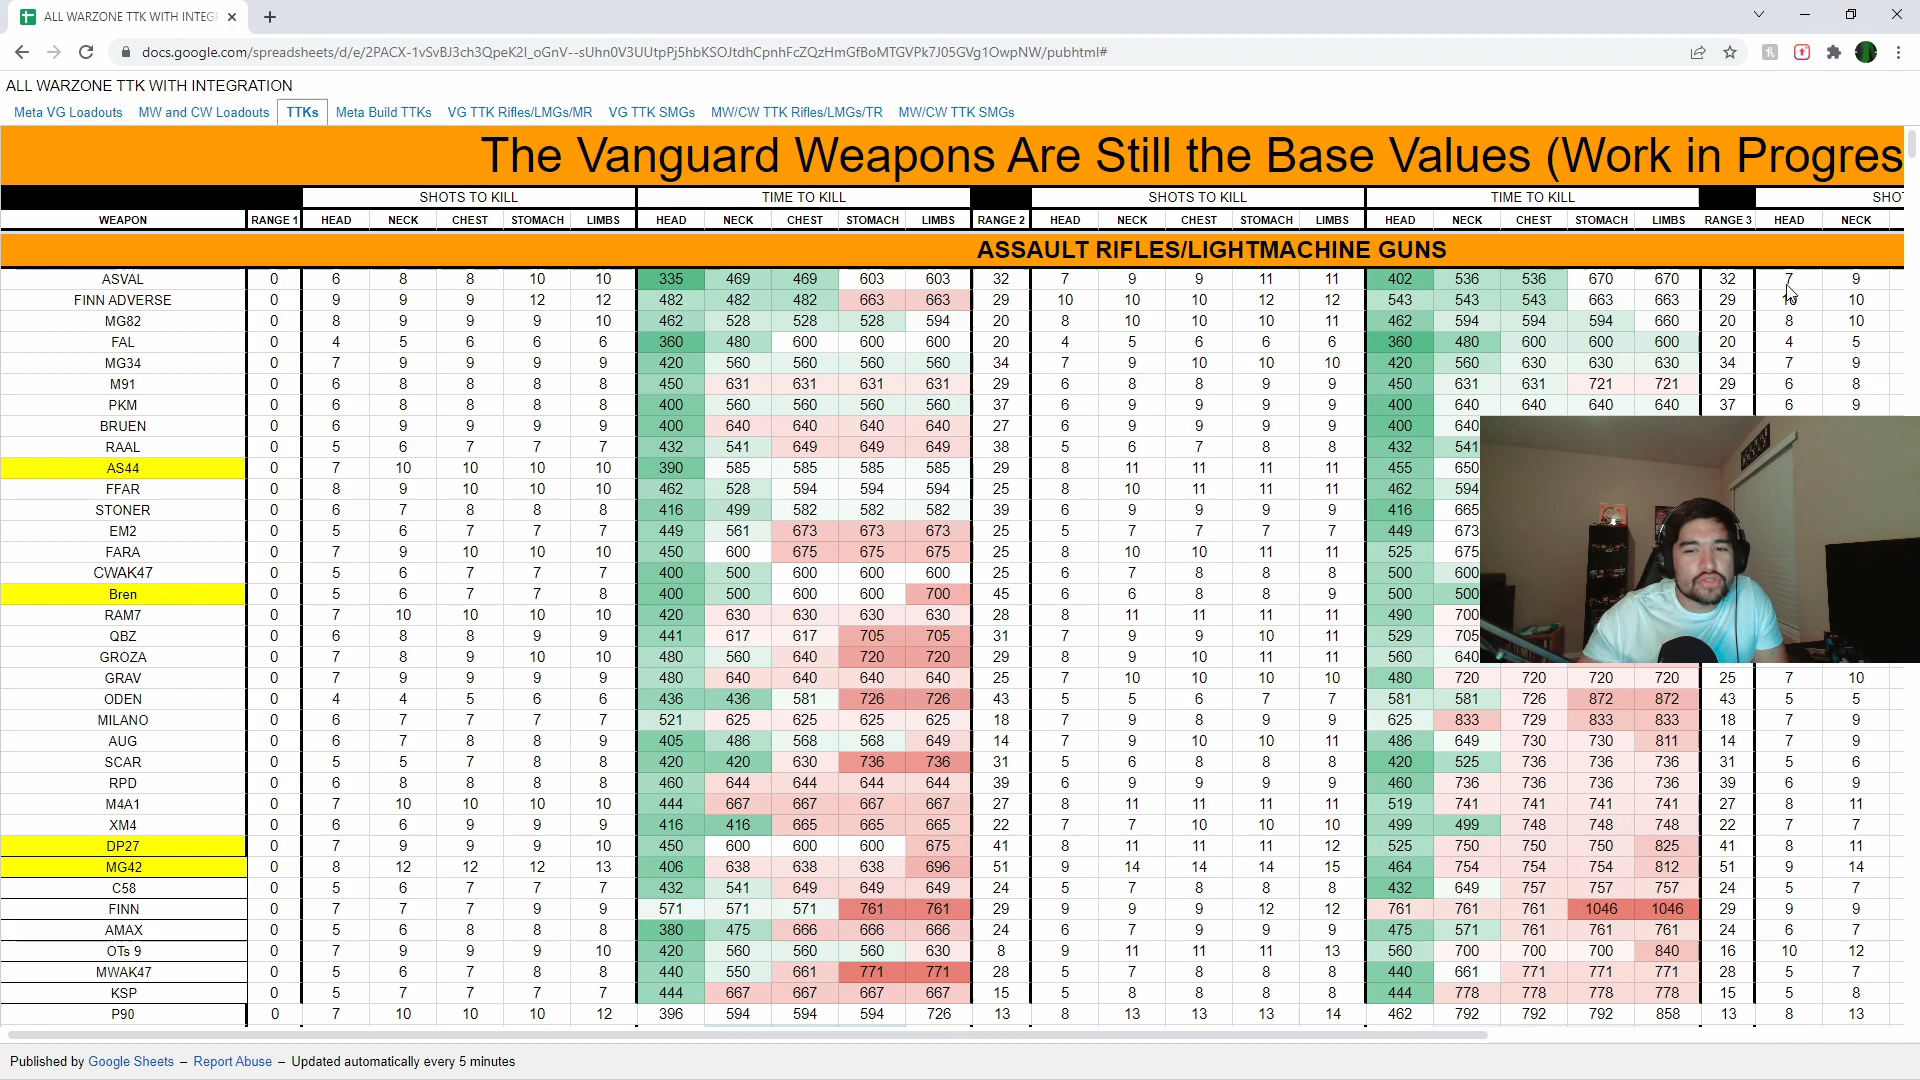 ALL WARZONE TTK WITH INTEGR
docs.google.com/spreadsheets/d/e/2PACX-1vSvBJ3ch3QpeK2I_oGnV--sUhn0V3UUtpPj5hbKSOJtdhCpnhFcZQzHmGfBoMTGVPk7J05GVg1OwpNW/pubhtml#
ALL WARZONE TTK WITH INTEGRATION
Meta VG Loadouts MW and CW Loadouts TTKs Meta Build TTKs VG TTK Rifles/LMGs/MR VG TTK SMGs MW/CW TTK Rifles/LMGs/TR MW/CW TTK SMGs
The Vanguard Weapons Are Still the Base Values (Work in Progres
SHOTS TO KILL TIME TO KILL SHOTS TO KILL TIME TO KILL SHO
WEAPON RANGE 1 HEAD NECK CHEST STOMACH LIMBS HEAD NECK CHEST STOMACH LIMBS RANGE 2 HEAD NECK CHEST STOMACH LIMBS HEAD NECK CHEST STOMACH LIMBS RANGE 3 HEAD NECK
ASSAULT RIFLES/LIGHTMACHINE GUNS
ASVAL 0 6 8 8 10 10 335 469 469 603 603 32 7 9 9 11 11 402 536 536 670 670 32 7 9
FINN ADVERSE 0 9 9 9 12 12 482 482 482 663 663 29 10 10 10 12 12 543 543 543 663 663 29 10 10
MG82 0 8 9 9 9 10 462 528 528 528 594 20 8 10 10 10 11 462 594 594 594 660 20 8 10
FAL 0 4 5 6 6 6 360 480 600 600 600 20 4 5 6 6 6 360 480 600 600 600 20 4 5
MG34 0 7 9 9 9 9 420 560 560 560 560 34 7 9 10 10 10 420 560 630 630 630 34 7 9
M91 0 6 8 8 8 8 450 631 631 631 631 29 6 8 8 9 9 450 631 631 721 721 29 6 8
PKM 0 6 8 8 8 8 400 560 560 560 560 37 6 9 9 9 9 400 640 640 640 640 37 6 9
BRUEN 0 6 9 9 9 9 400 640 640 640 640 27 6 9 9 9 9 400 640
RAAL 0 5 6 7 7 7 432 541 649 649 649 38 5 6 7 8 8 432 541
AS44 0 7 10 10 10 10 390 585 585 585 585 29 8 11 11 11 11 455 650
FFAR 0 8 9 10 10 10 462 528 594 594 594 25 8 10 11 11 11 462 594
STONER 0 6 7 8 8 8 416 499 582 582 582 39 6 9 9 9 9 416 665
EM2 0 5 6 7 7 7 449 561 673 673 673 25 5 7 7 7 7 449 673
FARA 0 7 9 10 10 10 450 600 675 675 675 25 8 10 10 11 11 525 675
CWAK47 0 5 6 7 7 7 400 500 600 600 600 25 6 7 8 8 8 500 600
Bren 0 5 6 7 7 8 400 500 600 600 700 45 6 6 8 8 9 500 500
RAM7 0 7 10 10 10 10 420 630 630 630 630 28 8 11 11 11 11 490 700
QBZ 0 6 8 8 9 9 441 617 617 705 705 31 7 9 9 10 11 529 705
GROZA 0 7 8 9 10 10 480 560 640 720 720 29 8 9 10 11 11 560 640
GRAV 0 7 9 9 9 9 480 640 640 640 640 25 7 10 10 10 10 480 720 720 720 720 25 7 10
ODEN 0 4 4 5 6 6 436 436 581 726 726 43 5 5 6 7 7 581 581 726 872 872 43 5 5
MILANO 0 6 7 7 7 7 521 625 625 625 625 18 7 9 8 9 9 625 833 729 833 833 18 7 9
AUG 0 6 7 8 8 9 405 486 568 568 649 14 7 9 10 10 11 486 649 730 730 811 14 7 9
SCAR 0 5 5 7 8 8 420 420 630 736 736 31 5 6 8 8 8 420 525 736 736 736 31 5 6
RPD 0 6 8 8 8 8 460 644 644 644 644 39 6 9 9 9 9 460 736 736 736 736 39 6 9
M4A1 0 7 10 10 10 10 444 667 667 667 667 27 8 11 11 11 11 519 741 741 741 741 27 8 11
XM4 0 6 6 9 9 9 416 416 665 665 665 22 7 7 10 10 10 499 499 748 748 748 22 7 7
DP27 0 7 9 9 9 10 450 600 600 600 675 41 8 11 11 11 12 525 750 750 750 825 41 8 11
MG42 0 8 12 12 12 13 406 638 638 638 696 51 9 14 14 14 15 464 754 754 754 812 51 9 14
C58 0 5 6 7 7 7 432 541 649 649 649 24 5 7 8 8 8 432 649 757 757 757 24 5 7
FINN 0 7 7 7 9 9 571 571 571 761 761 29 9 9 9 12 12 761 761 761 1046 1046 29 9 9
AMAX 0 5 6 8 8 8 380 475 666 666 666 24 6 7 9 9 9 475 571 761 761 761 24 6 7
OTs 9 0 7 9 9 9 10 420 560 560 560 630 8 9 11 11 11 13 560 700 700 700 840 16 10 12
MWAK47 0 5 6 7 8 8 440 550 661 771 771 28 5 7 8 8 8 440 661 771 771 771 28 5 7
KSP 0 5 7 7 7 7 444 667 667 667 667 15 5 8 8 8 8 444 778 778 778 778 15 5 8
P90 0 7 10 10 10 12 396 594 594 594 726 13 8 13 13 13 14 462 792 792 792 858 13 8 13
Published by Google Sheets – Report Abuse – Updated automatically every 5 minutes